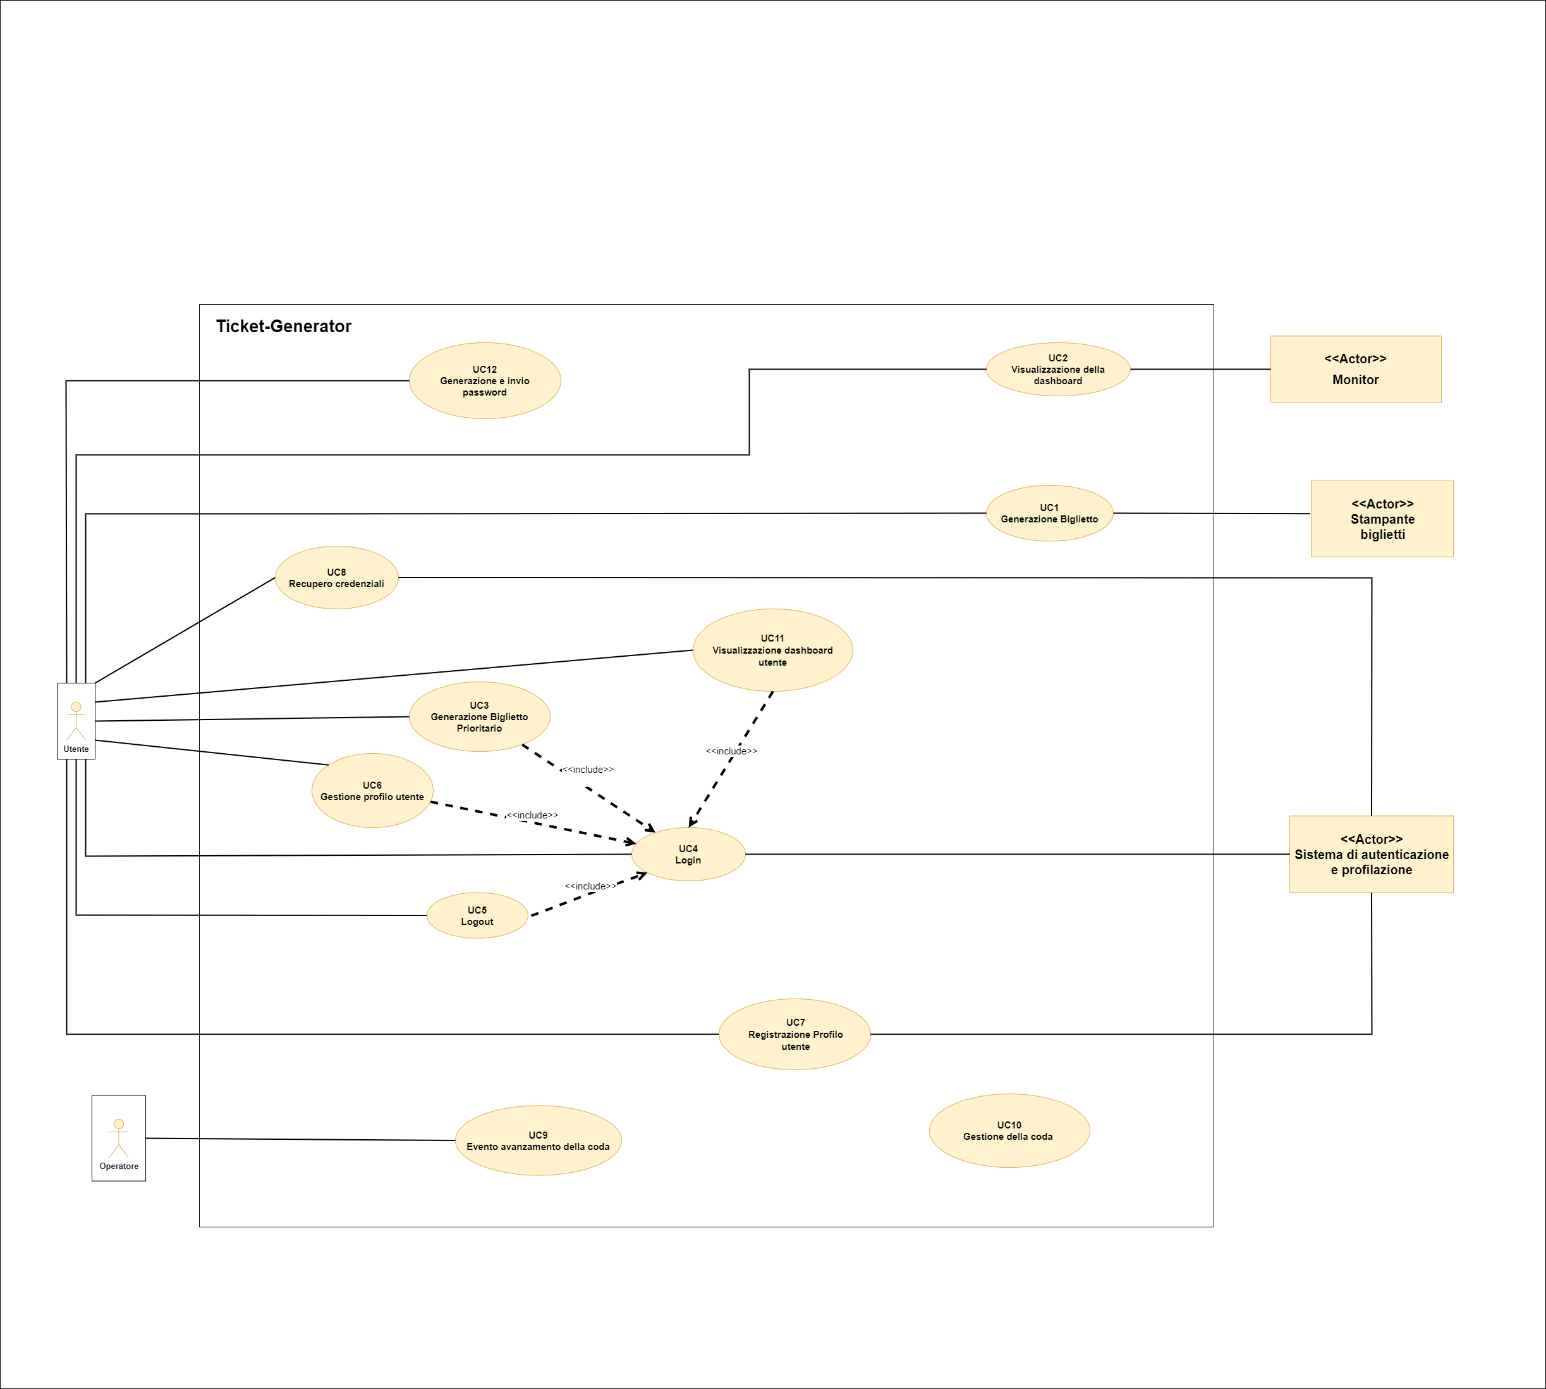 Ticket-Generator
UC12
Generazione e invio
password
UC2
Visualizzazione della
dashboard
<<Actor>>
Monitor
UC1
Generazione Biglietto
<<Actor>>
Stampante
biglietti
UC8
Recupero credenziali
UC11
Visualizzazione dashboard
utente
UC3
Generazione Biglietto
Prioritario
Utente
<<include>>
<<include>>
UC6
Gestione profilo utente
<<include>>
UC4
Login
<<Actor>>
Sistema di autenticazione
e profilazione
<<include>>
UC5
Logout
UC7
Registrazione Profilo
utente
Operatore
UC9
Evento avanzamento della coda
UC10
Gestione della coda